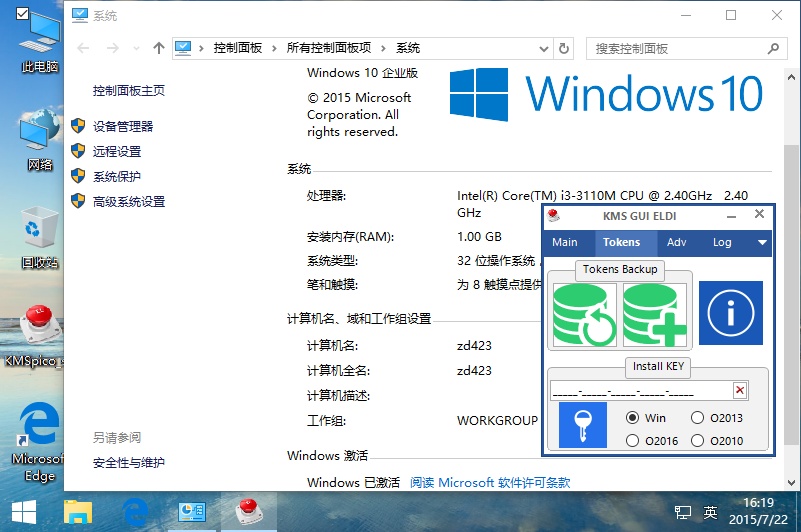 此电脑
网络
回收站
KMSpico_s
Microsoft
Edge
系统
控制面板
所有控制面板项
系统
搜索控制面板
控制面板主页
设备管理器
远程设置
系统保护
高级系统设置
另请参阅
安全性与维护
Windows 10 企业版
© 2015 Microsoft
Corporation. All
rights reserved.
Windows 10
系统
处理器:
Intel(R) Core(TM) i3-3110M CPU @ 2.40GHz 2.40
GHz
安装内存(RAM):
1.00 GB
系统类型:
32 位操作系统，
笔和触摸:
为 8 触摸点提供
计算机名、域和工作组设置
计算机名:
zd423
计算机全名:
zd423
计算机描述:
工作组:
WORKGROUP
Windows 激活
Windows 已激活 阅读 Microsoft 软件许可条款
KMS GUI ELDI
Main Tokens Adv Log
Tokens Backup
Install KEY
_____-_____-_____-_____-_____
Win O2013
O2016 O2010
英
16:19
2015/7/22